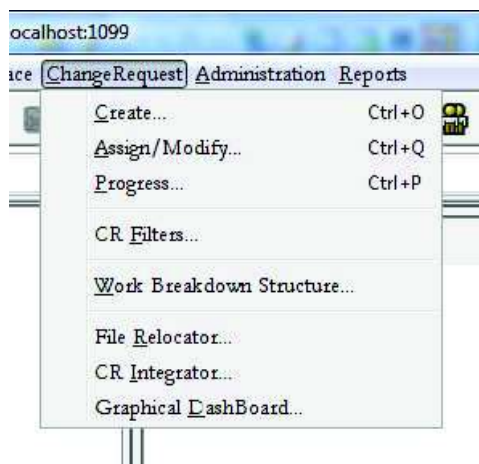 ocalhost:1099
ace ChangeRequest Administration Reports
Create... Ctrl+O
Assign/Modify... Ctrl+Q
Progress... Ctrl+P
CR Filters...
Work Breakdown Structure...
File Relocator...
CR Integrator...
Graphical DashBoard...